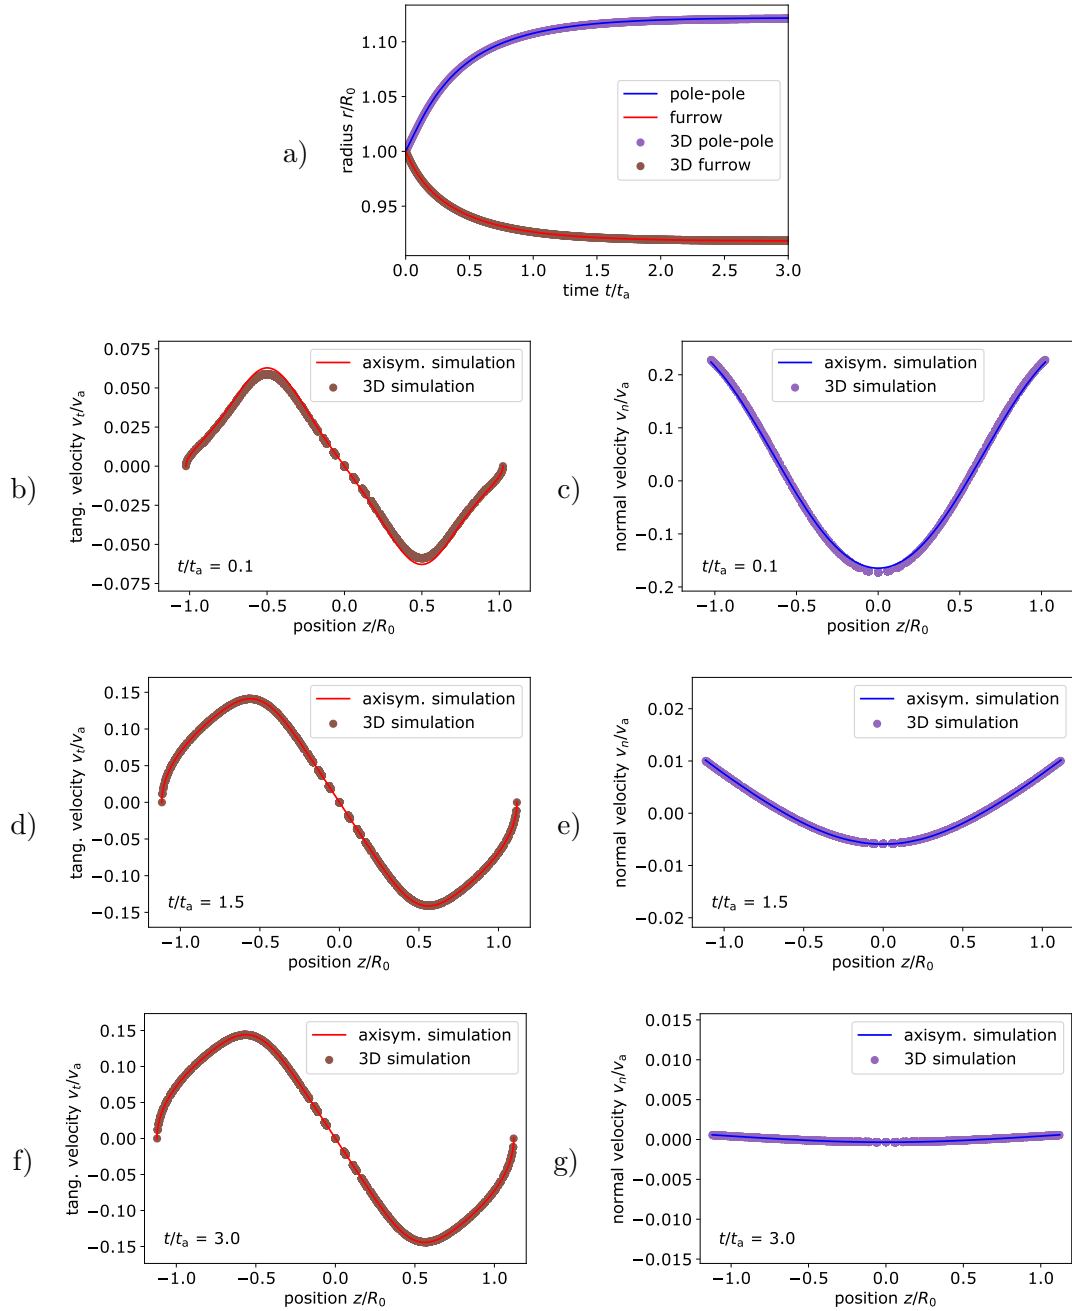 a)
radius r/R₀
1.10
1.05
1.00
0.95
pole-pole
furrow
3D pole-pole
3D furrow
0.0 0.5 1.0 1.5 2.0 2.5 3.0
time t/tₐ
b)
tang. velocity vₜ/vₐ
0.075
0.050
0.025
0.000
−0.025
−0.050
−0.075
axisym. simulation
3D simulation
t/tₐ = 0.1
−1.0 −0.5 0.0 0.5 1.0
position z/R₀
c)
normal velocity vₙ/vₐ
0.2
0.1
0.0
−0.1
−0.2
axisym. simulation
3D simulation
t/tₐ = 0.1
−1.0 −0.5 0.0 0.5 1.0
position z/R₀
d)
tang. velocity vₜ/vₐ
0.15
0.10
0.05
0.00
−0.05
−0.10
−0.15
axisym. simulation
3D simulation
t/tₐ = 1.5
−1.0 −0.5 0.0 0.5 1.0
position z/R₀
e)
normal velocity vₙ/vₐ
0.02
0.01
0.00
−0.01
−0.02
axisym. simulation
3D simulation
t/tₐ = 1.5
−1.0 −0.5 0.0 0.5 1.0
position z/R₀
f)
tang. velocity vₜ/vₐ
0.15
0.10
0.05
0.00
−0.05
−0.10
−0.15
axisym. simulation
3D simulation
t/tₐ = 3.0
−1.0 −0.5 0.0 0.5 1.0
position z/R₀
g)
normal velocity vₙ/vₐ
0.015
0.010
0.005
0.000
−0.005
−0.010
−0.015
axisym. simulation
3D simulation
t/tₐ = 3.0
−1.0 −0.5 0.0 0.5 1.0
position z/R₀